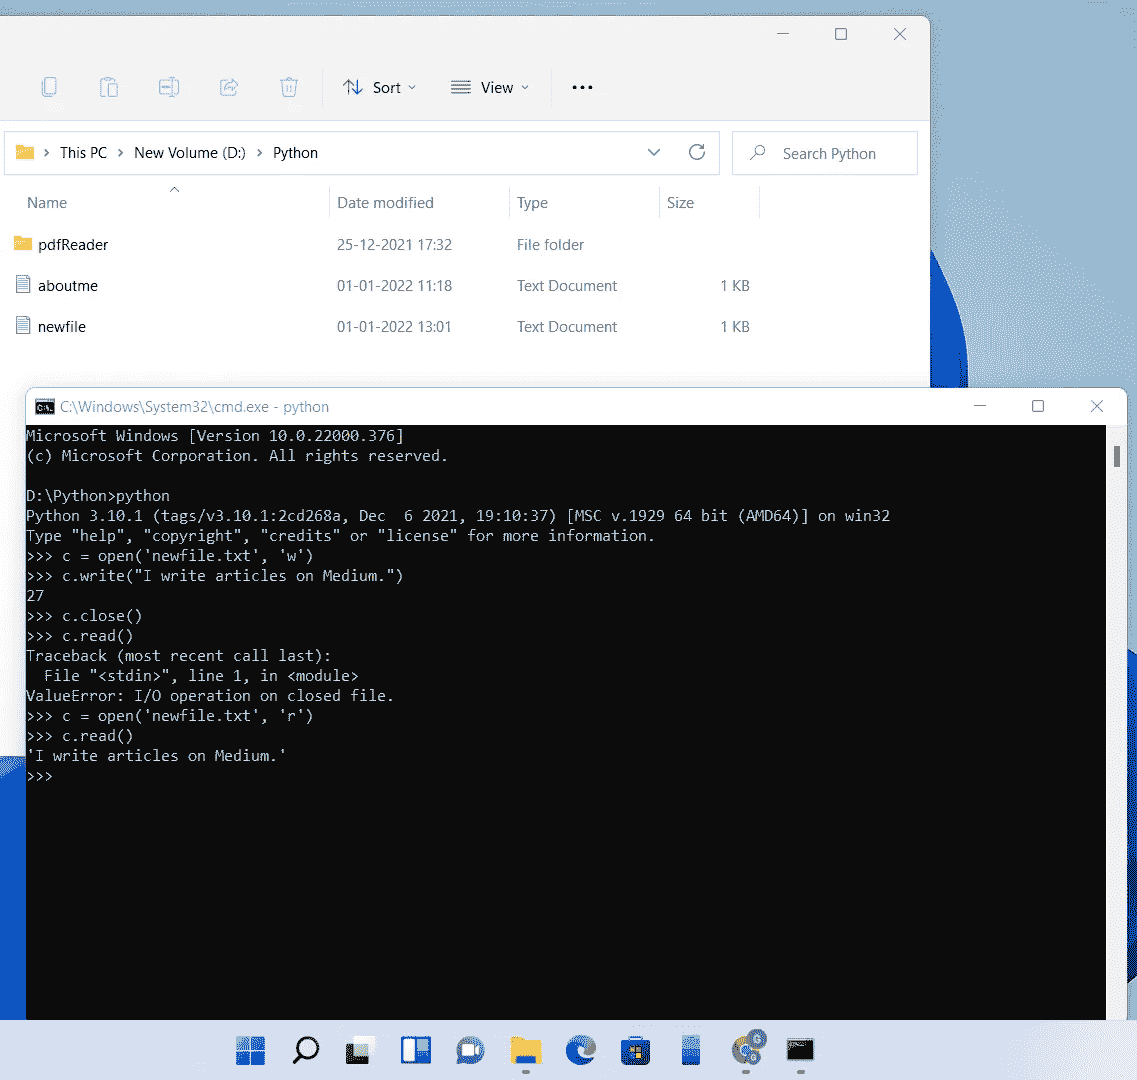 Sort View
This PC New Volume (D:) Python Search Python
Name Date modified Type Size
pdfReader 25-12-2021 17:32 File folder
aboutme 01-01-2022 11:18 Text Document 1 KB
newfile 01-01-2022 13:01 Text Document 1 KB
C:\Windows\System32\cmd.exe - python
Microsoft Windows [Version 10.0.22000.376]
(c) Microsoft Corporation. All rights reserved.
D:\Python>python
Python 3.10.1 (tags/v3.10.1:2cd268a, Dec  6 2021, 19:10:37) [MSC v.1929 64 bit (AMD64)] on win32
Type "help", "copyright", "credits" or "license" for more information.
>>> c = open('newfile.txt', 'w')
>>> c.write("I write articles on Medium.")
27
>>> c.close()
>>> c.read()
Traceback (most recent call last):
  File "<stdin>", line 1, in <module>
ValueError: I/O operation on closed file.
>>> c = open('newfile.txt', 'r')
>>> c.read()
'I write articles on Medium.'
>>>